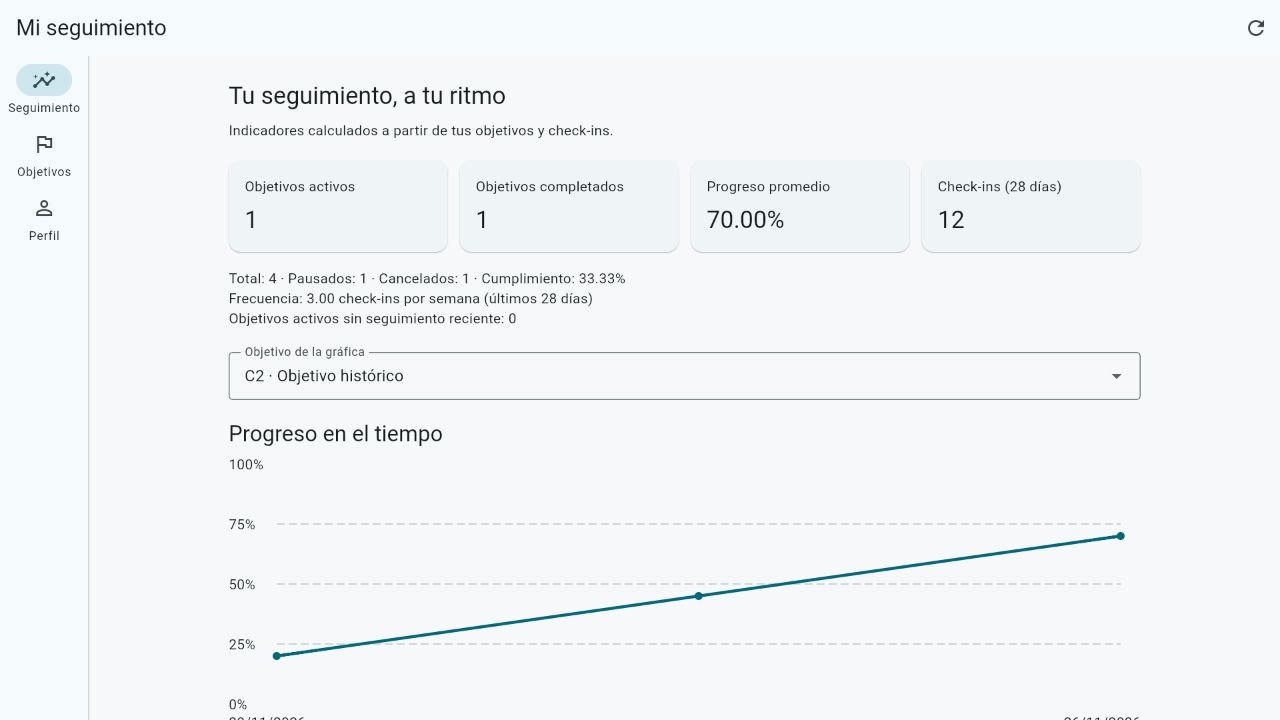 Mi seguimiento
Seguimiento
Objetivos
Perfil
Tu seguimiento, a tu ritmo
Indicadores calculados a partir de tus objetivos y check-ins.
Objetivos activos
1
Objetivos completados
1
Progreso promedio
70.00%
Check-ins (28 días)
12
Total: 4 · Pausados: 1 · Cancelados: 1 · Cumplimiento: 33.33%
Frecuencia: 3.00 check-ins por semana (últimos 28 días)
Objetivos activos sin seguimiento reciente: 0
Objetivo de la gráfica
C2 · Objetivo histórico
Progreso en el tiempo
100%
75%
50%
25%
0%